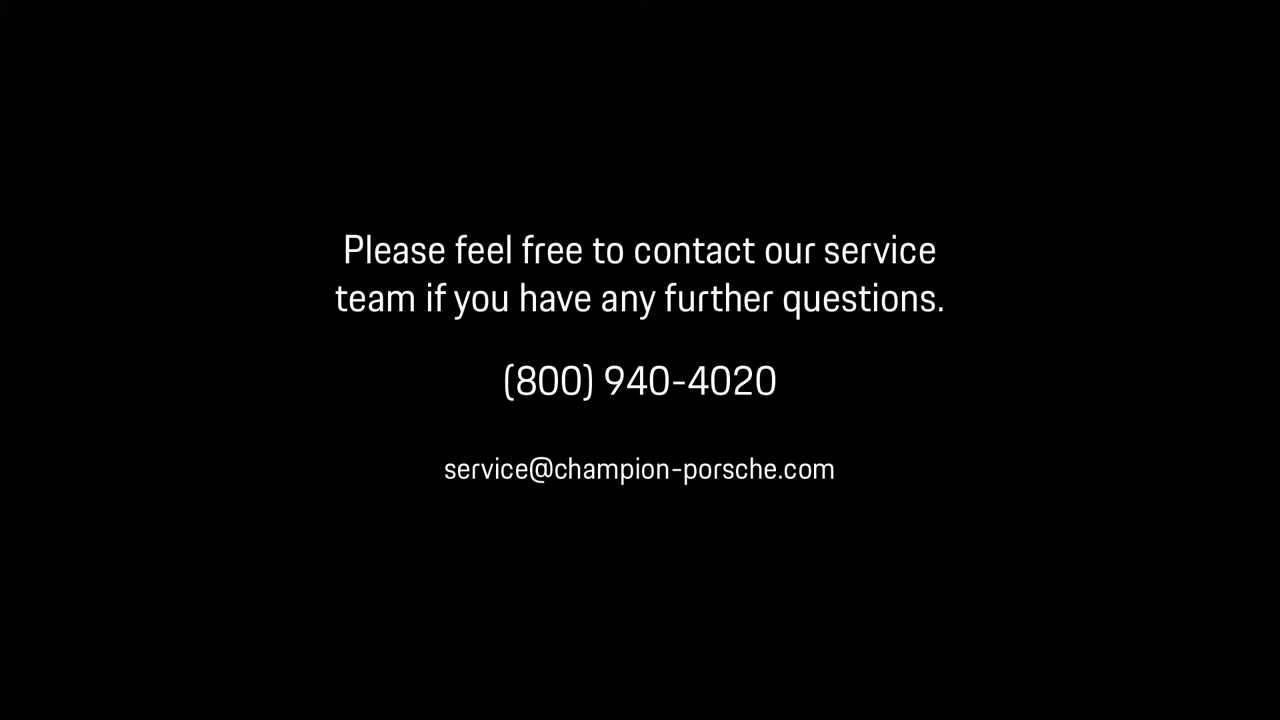 Please feel free to contact our service
team if you have any further questions.
(800) 940-4020
service@champion-porsche.com